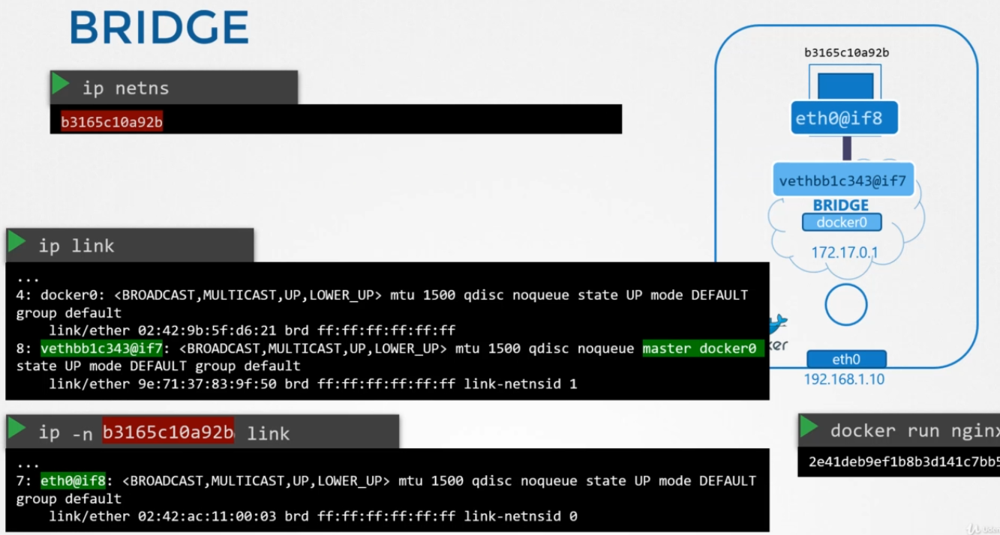 BRIDGE
ip netns
b3165c10a92b
b3165c10a92b
eth0@if8
vethbb1c343@if7
BRIDGE
docker0
172.17.0.1
ip link
...
4: docker0: <BROADCAST,MULTICAST,UP,LOWER_UP> mtu 1500 qdisc noqueue state UP mode DEFAULT
group default
link/ether 02:42:9b:5f:d6:21 brd ff:ff:ff:ff:ff:ff
8: vethbb1c343@if7: <BROADCAST,MULTICAST,UP,LOWER_UP> mtu 1500 qdisc noqueue master docker0
state UP mode DEFAULT group default
link/ether 9e:71:37:83:9f:50 brd ff:ff:ff:ff:ff:ff link-netnsid 1
ker
eth0
192.168.1.10
ip -n b3165c10a92b link
...
7: eth0@if8: <BROADCAST,MULTICAST,UP,LOWER_UP> mtu 1500 qdisc noqueue state UP mode DEFAULT
group default
link/ether 02:42:ac:11:00:03 brd ff:ff:ff:ff:ff:ff link-netnsid 0
docker run nginx
2e41deb9ef1b8b3d141c7bb5